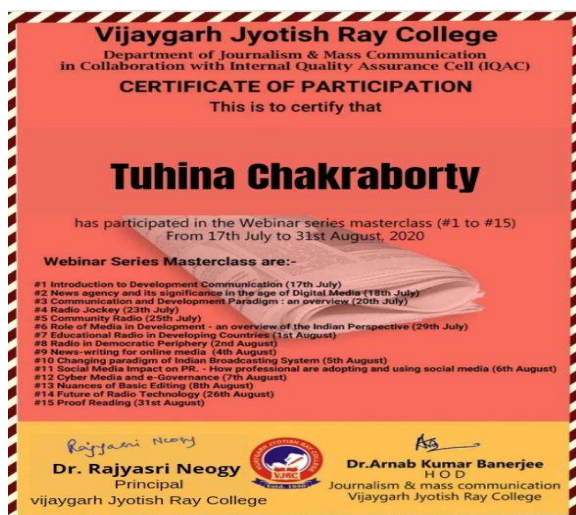 Vijaygarh Jyotish Ray College
Department of Journalism & Mass Communication
in Collaboration with Internal Quality Assurance Cell (IQAC)
CERTIFICATE OF PARTICIPATION
This is to certify that
Tuhina Chakraborty
has participated in the Webinar series masterclass (#1 to #15)
From 17th July to 31st August, 2020
Webinar Series Masterclass are:-
#1 Introduction to Development Communication (17th July)
#2 News agency and its significance in the age of Digital Media (18th July)
#3 Communication and Development Paradigm : an overview (20th July)
#4 Radio Jockey (23th July)
#5 Community Radio (25th July)
#6 Role of Media in Development - an overview of the Indian Perspective (29th July)
#7 Educational Radio in Developing Countries (1st August)
#8 Radio in Democratic Periphery (2nd August)
#9 News-writing for online media (4th August)
#10 Changing paradigm of Indian Broadcasting System (5th August)
#11 Social Media Impact on PR. - How professional are adopting and using social media (6th August)
#12 Cyber Media and e-Governance (7th August)
#13 Nuances of Basic Editing (8th August)
#14 Future of Radio Technology (26th August)
#15 Proof Reading (31st August)
Rajyasri Neogy
Dr. Rajyasri Neogy
Principal
vijaygarh Jyotish Ray College
VJRC
Estd. 1950
Dr.Arnab Kumar Banerjee
H O D
Journalism & mass communication
Vijaygarh Jyotish Ray College